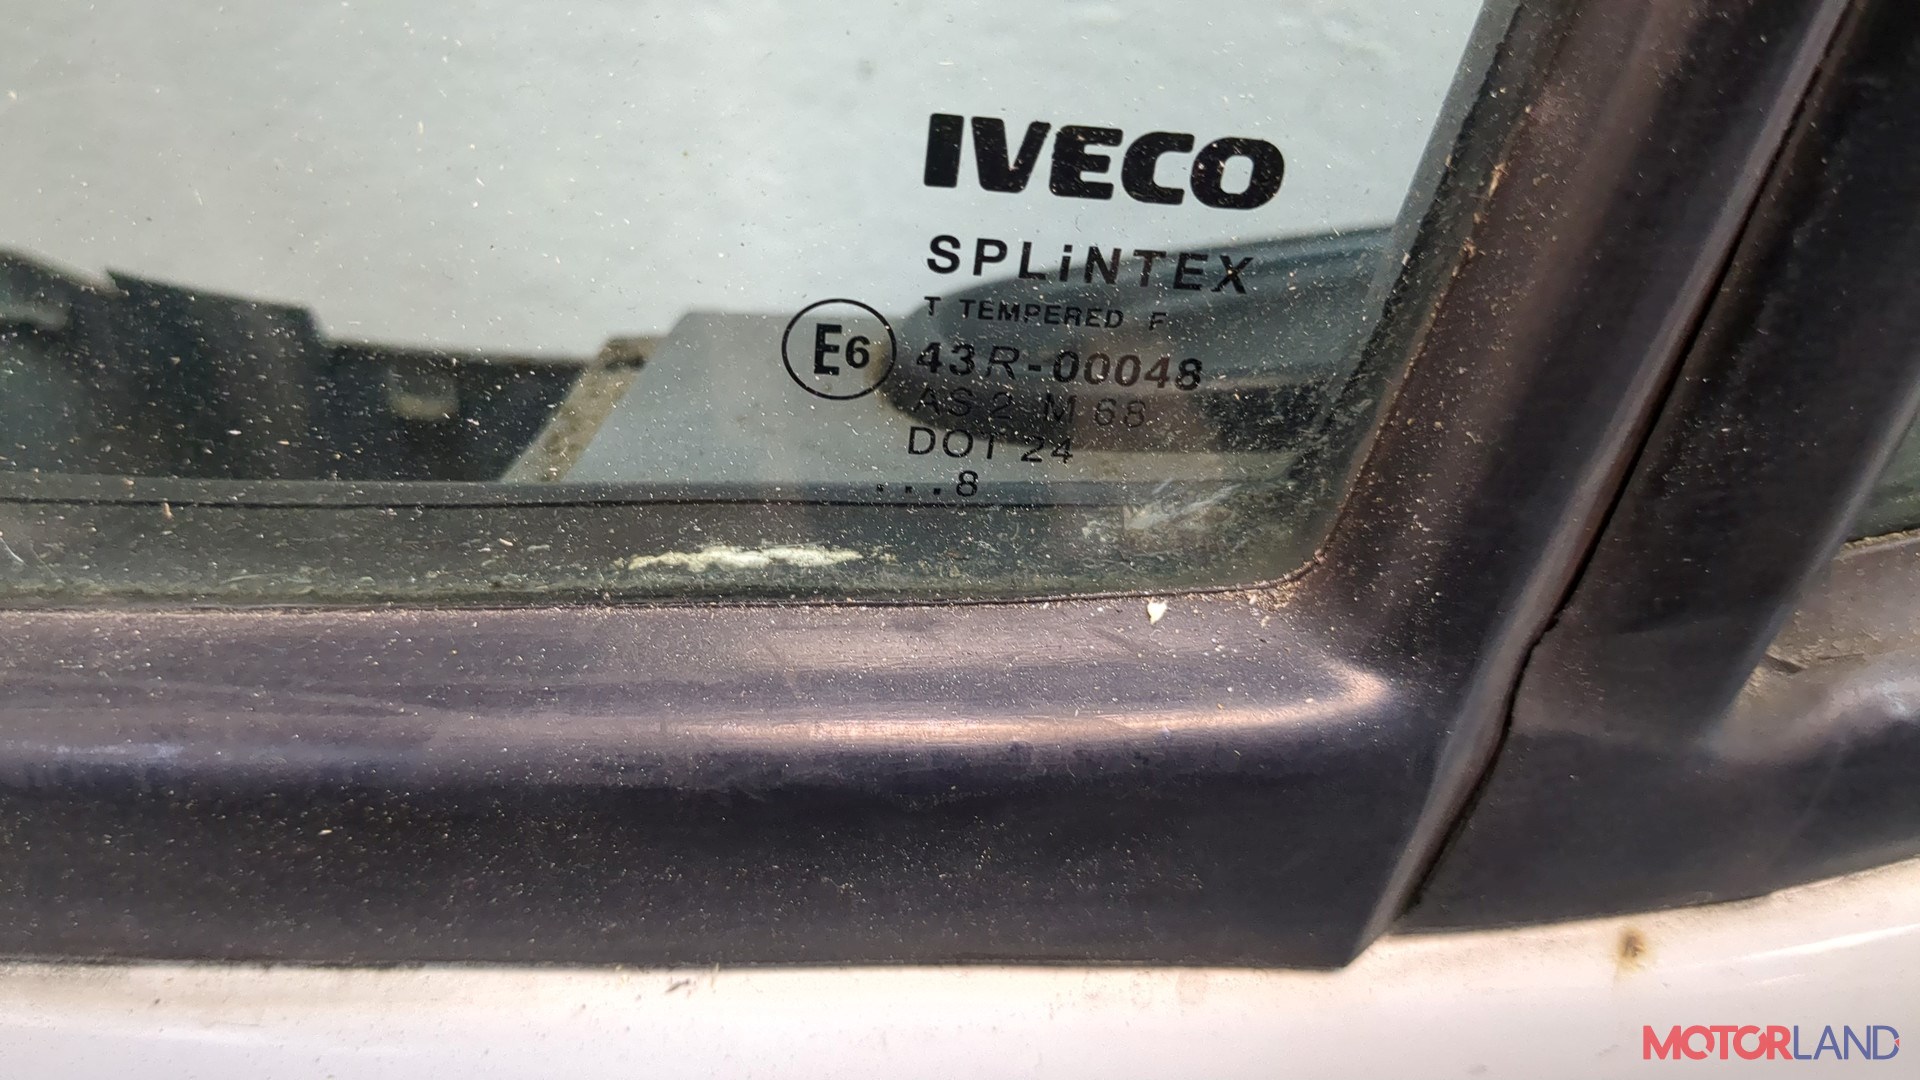 IVECO
SPLiNTEX
T TEMPERED F
E6 43R-00048
AS 2 M 68
DOT 24
...8
MOTORLAND